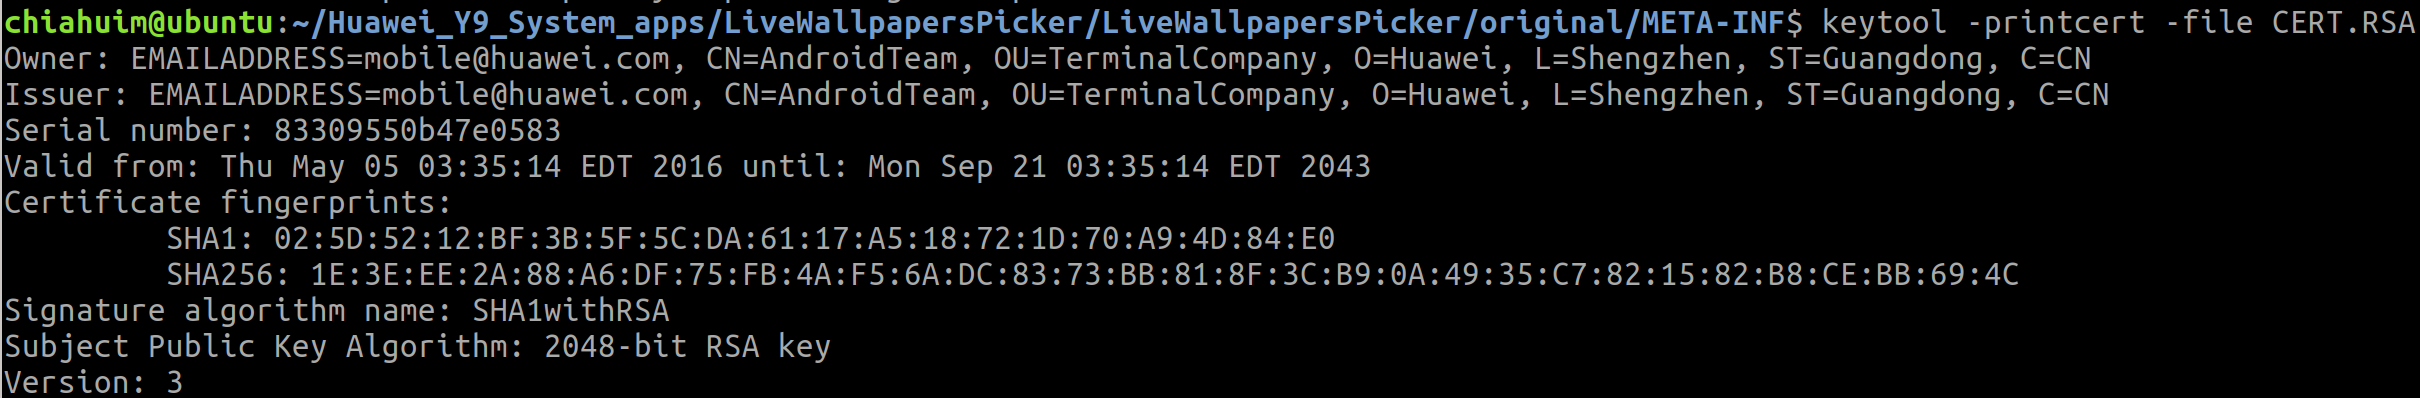 chiahuim@ubuntu:~/Huawei_Y9_System_apps/LiveWallpapersPicker/LiveWallpapersPicker/original/META-INF$ keytool -printcert -file CERT.RSA
Owner: EMAILADDRESS=mobile@huawei.com, CN=AndroidTeam, OU=TerminalCompany, O=Huawei, L=Shengzhen, ST=Guangdong, C=CN
Issuer: EMAILADDRESS=mobile@huawei.com, CN=AndroidTeam, OU=TerminalCompany, O=Huawei, L=Shengzhen, ST=Guangdong, C=CN
Serial number: 83309550b47e0583
Valid from: Thu May 05 03:35:14 EDT 2016 until: Mon Sep 21 03:35:14 EDT 2043
Certificate fingerprints:
SHA1: 02:5D:52:12:BF:3B:5F:5C:DA:61:17:A5:18:72:1D:70:A9:4D:84:E0
SHA256: 1E:3E:EE:2A:88:A6:DF:75:FB:4A:F5:6A:DC:83:73:BB:81:8F:3C:B9:0A:49:35:C7:82:15:82:B8:CE:BB:69:4C
Signature algorithm name: SHA1withRSA
Subject Public Key Algorithm: 2048-bit RSA key
Version: 3